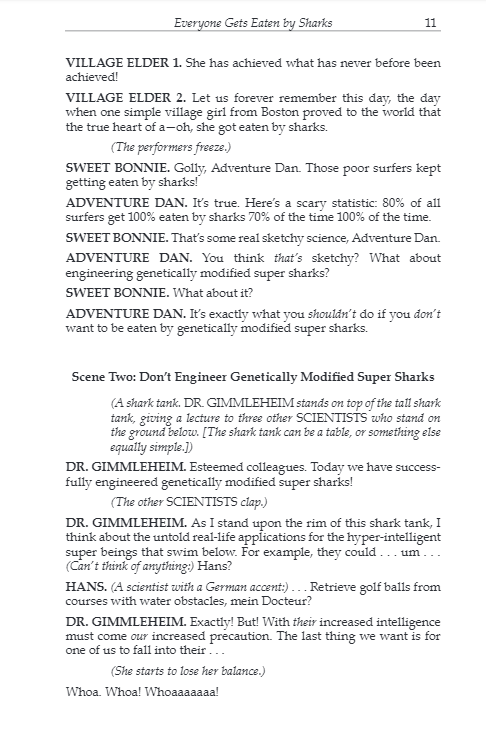 Everyone Gets Eaten by Sharks 11
VILLAGE ELDER 1. She has achieved what has never before been
achieved!
VILLAGE ELDER 2. Let us forever remember this day, the day
when one simple village girl from Boston proved to the world that
the true heart of a—oh, she got eaten by sharks.
(The performers freeze.)
SWEET BONNIE. Golly, Adventure Dan. Those poor surfers kept
getting eaten by sharks!
ADVENTURE DAN. It's true. Here's a scary statistic: 80% of all
surfers get 100% eaten by sharks 70% of the time 100% of the time.
SWEET BONNIE. That's some real sketchy science, Adventure Dan.
ADVENTURE DAN. You think that's sketchy? What about
engineering genetically modified super sharks?
SWEET BONNIE. What about it?
ADVENTURE DAN. It's exactly what you shouldn't do if you don't
want to be eaten by genetically modified super sharks.
Scene Two: Don't Engineer Genetically Modified Super Sharks
(A shark tank. DR. GIMMLEHEIM stands on top of the tall shark
tank, giving a lecture to three other SCIENTISTS who stand on
the ground below. [The shark tank can be a table, or something else
equally simple.])
DR. GIMMLEHEIM. Esteemed colleagues. Today we have success-
fully engineered genetically modified super sharks!
(The other SCIENTISTS clap.)
DR. GIMMLEHEIM. As I stand upon the rim of this shark tank, I
think about the untold real-life applications for the hyper-intelligent
super beings that swim below. For example, they could . . . um . . .
(Can't think of anything:) Hans?
HANS. (A scientist with a German accent:) . . . Retrieve golf balls from
courses with water obstacles, mein Docteur?
DR. GIMMLEHEIM. Exactly! But! With their increased intelligence
must come our increased precaution. The last thing we want is for
one of us to fall into their . . .
(She starts to lose her balance.)
Whoa. Whoa! Whoaaaaaaa!